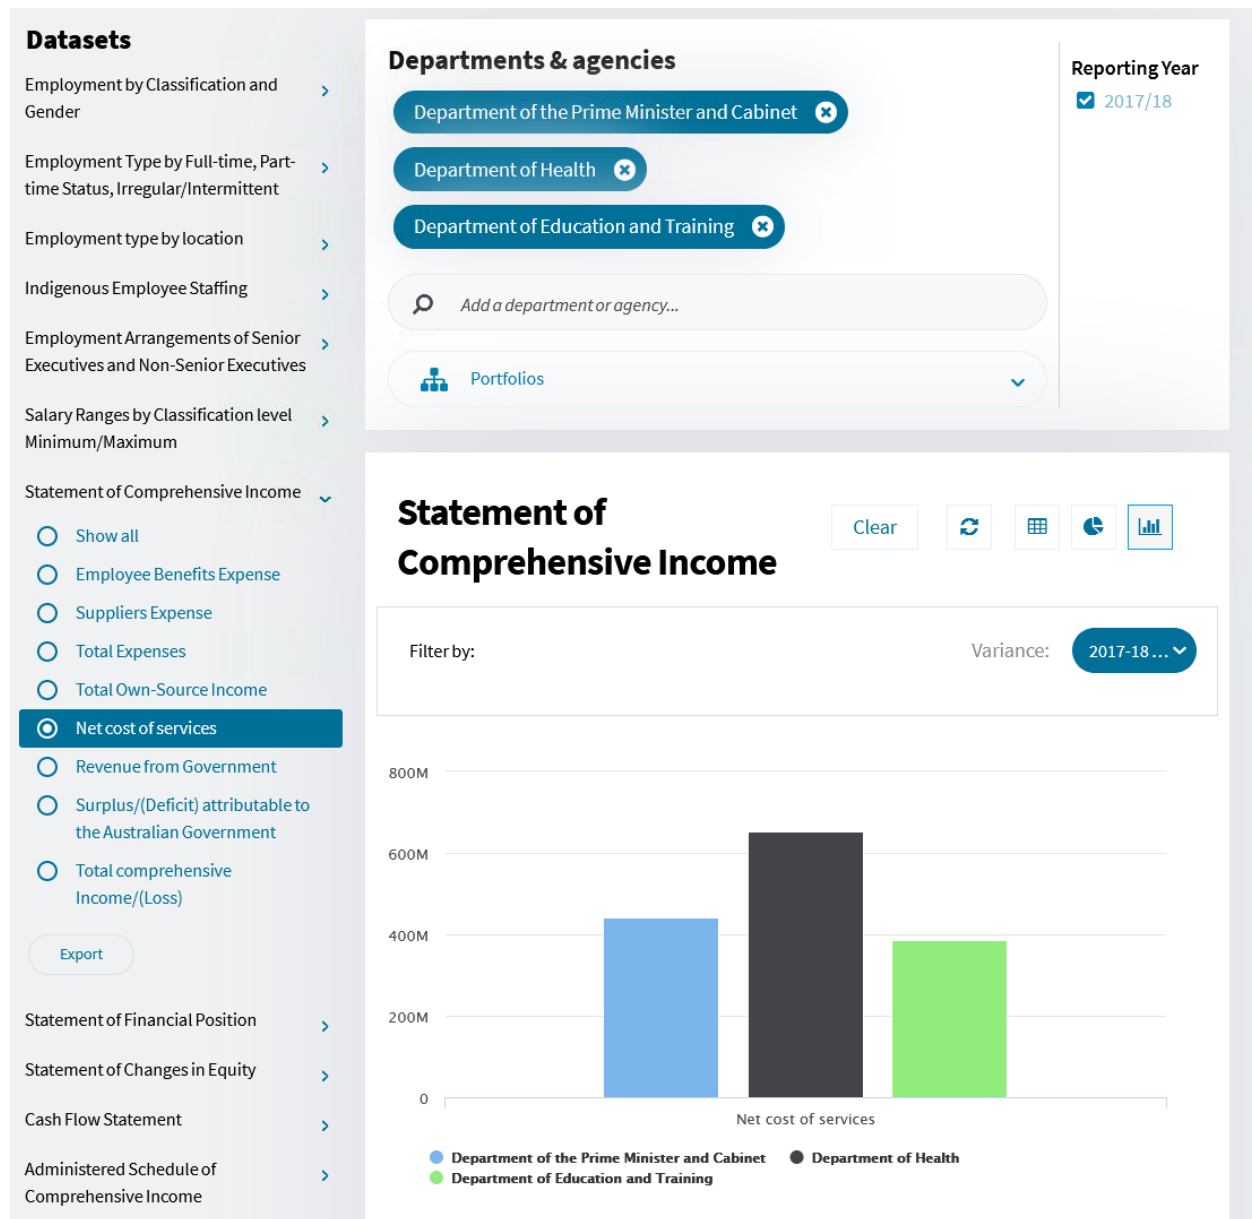 Datasets
Employment by Classification and
Gender
Employment Type by Full-time, Part-
time Status, Irregular/Intermittent
Employment type by location
Indigenous Employee Staffing
Employment Arrangements of Senior
Executives and Non-Senior Executives
Salary Ranges by Classification level
Minimum/Maximum
Statement of Comprehensive Income
Show all
Employee Benefits Expense
Suppliers Expense
Total Expenses
Total Own-Source Income
Net cost of services
Revenue from Government
Surplus/(Deficit) attributable to
the Australian Government
Total comprehensive
Income/(Loss)
Export
Statement of Financial Position
Statement of Changes in Equity
Cash Flow Statement
Administered Schedule of
Comprehensive Income
Departments & agencies
Department of the Prime Minister and Cabinet
Department of Health
Department of Education and Training
Add a department or agency...
Portfolios
Reporting Year
2017/18
Statement of
Comprehensive Income
Clear
Filter by:
Variance:
2017-18 ...
800M
600M
400M
200M
0
Net cost of services
Department of the Prime Minister and Cabinet
Department of Health
Department of Education and Training